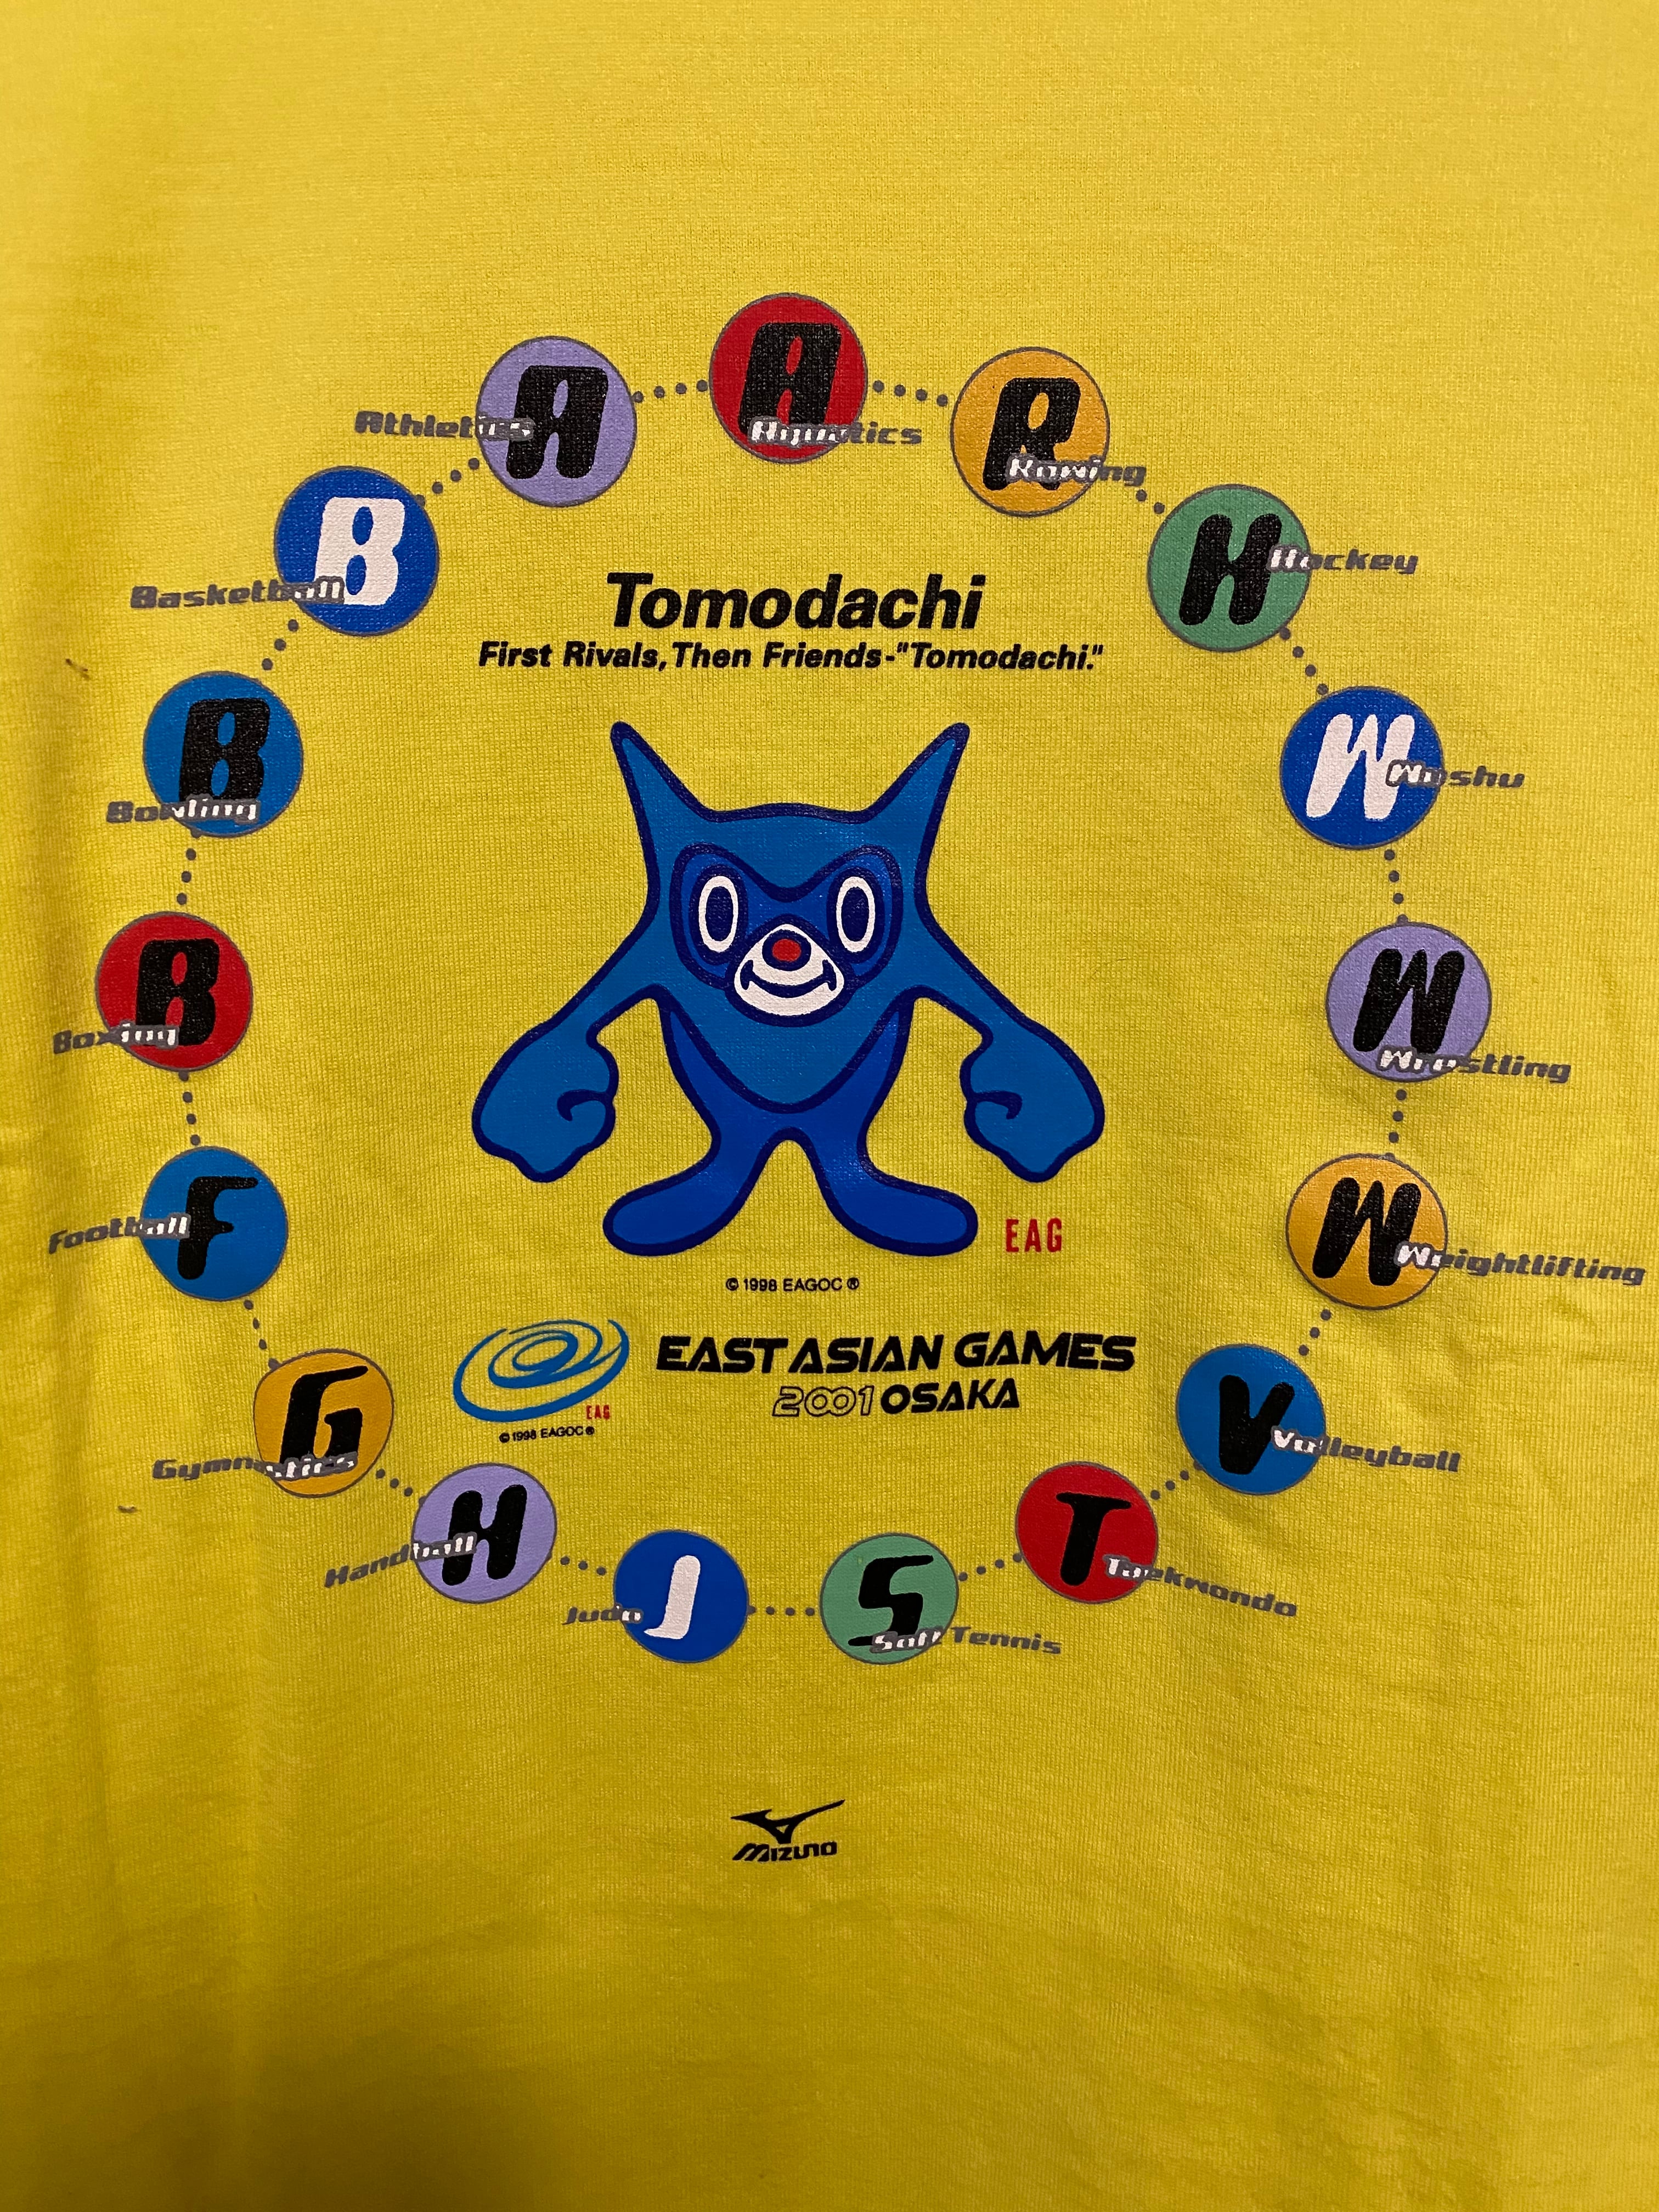 A
Aquatics
A
Athletics
R
Rowing
B
Basketball
H
Hockey
Tomodachi
First Rivals, Then Friends-"Tomodachi."
B
Bowling
W
Wushu
B
Boxing
W
Wrestling
F
Football
W
Weightlifting
EAG
© 1998 EAGOC ®
EAST ASIAN GAMES
2001 OSAKA
EAG
© 1998 EAGOC ®
G
Gymnastics
V
Volleyball
H
Handball
T
Taekwondo
J
Judo
S
Soft Tennis
MIZUNO